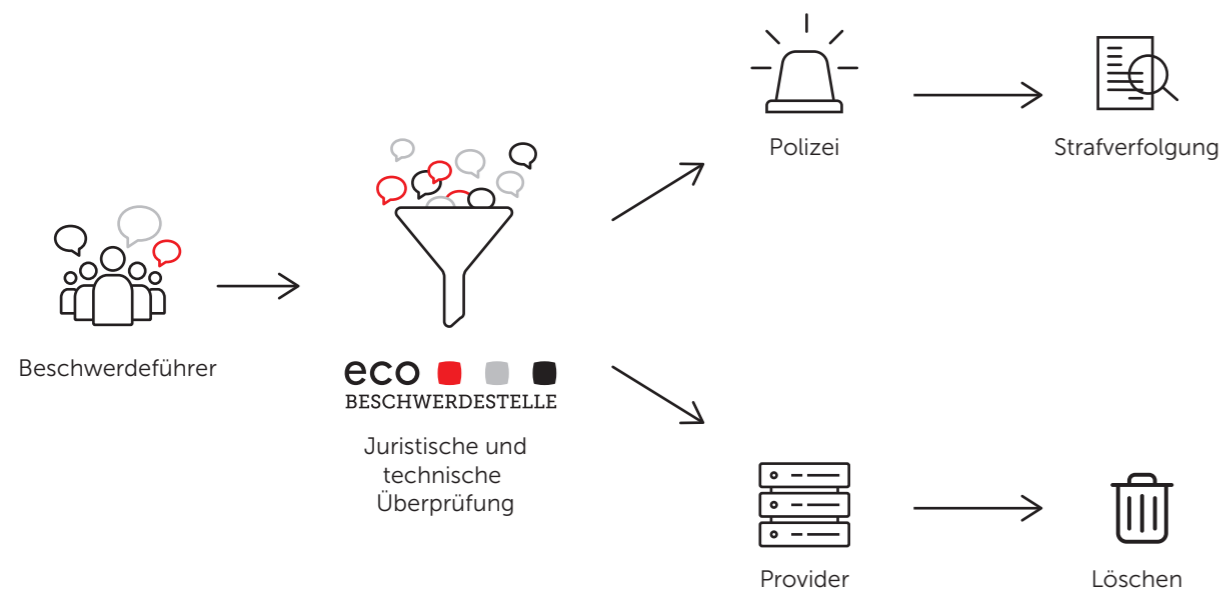 Beschwerdeführer
eco
BESCHWERDESTELLE
Juristische und
technische
Überprüfung
Polizei
Strafverfolgung
Provider
Löschen